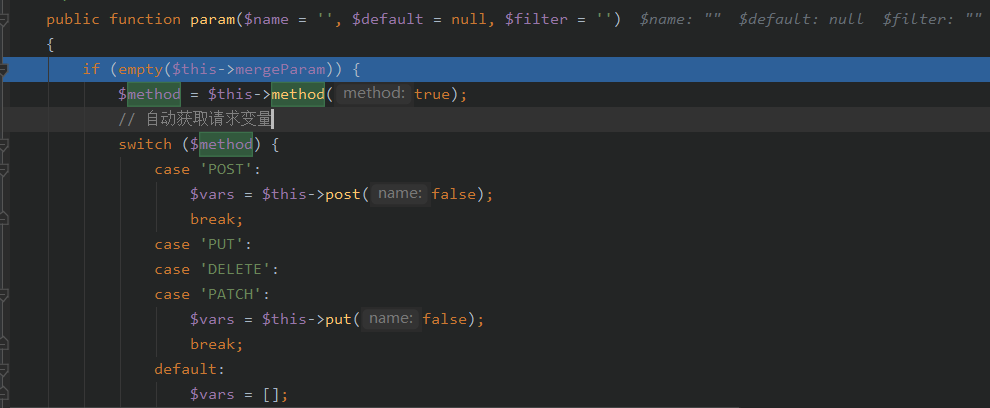 public function param($name = '', $default = null, $filter = '')  $name: ""  $default: null  $filter: ""
{
if (empty($this->mergeParam)) {
$method = $this->method( method: true);
// 自动获取请求变量
switch ($method) {
case 'POST':
$vars = $this->post( name: false);
break;
case 'PUT':
case 'DELETE':
case 'PATCH':
$vars = $this->put( name: false);
break;
default:
$vars = [];